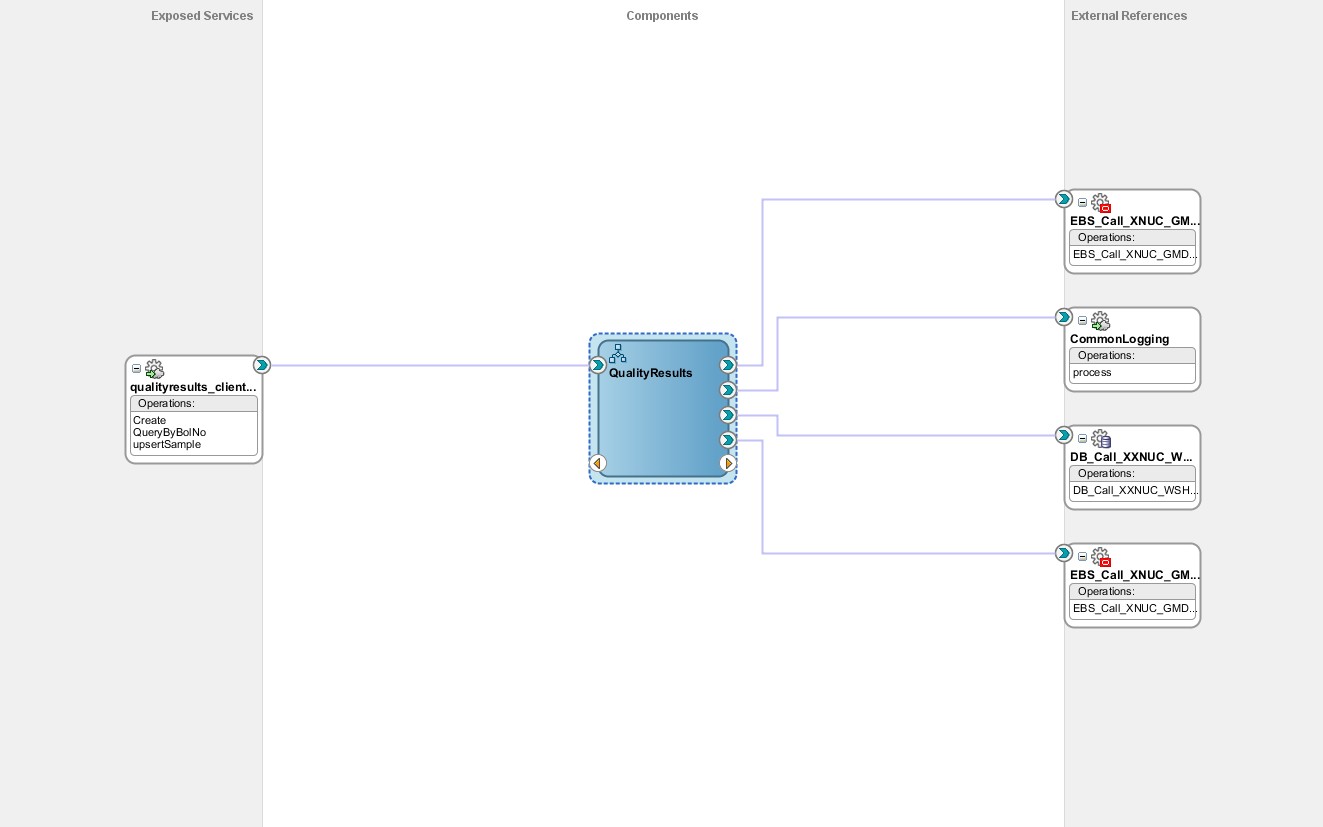 Exposed Services
Components
External References
qualityresults_client...
Operations:
Create
QueryByBolNo
upsertSample
QualityResults
EBS_Call_XNUC_GM...
Operations:
EBS_Call_XNUC_GMD...
CommonLogging
Operations:
process
DB_Call_XXNUC_W...
Operations:
DB_Call_XXNUC_WSH...
EBS_Call_XNUC_GM...
Operations:
EBS_Call_XNUC_GMD...